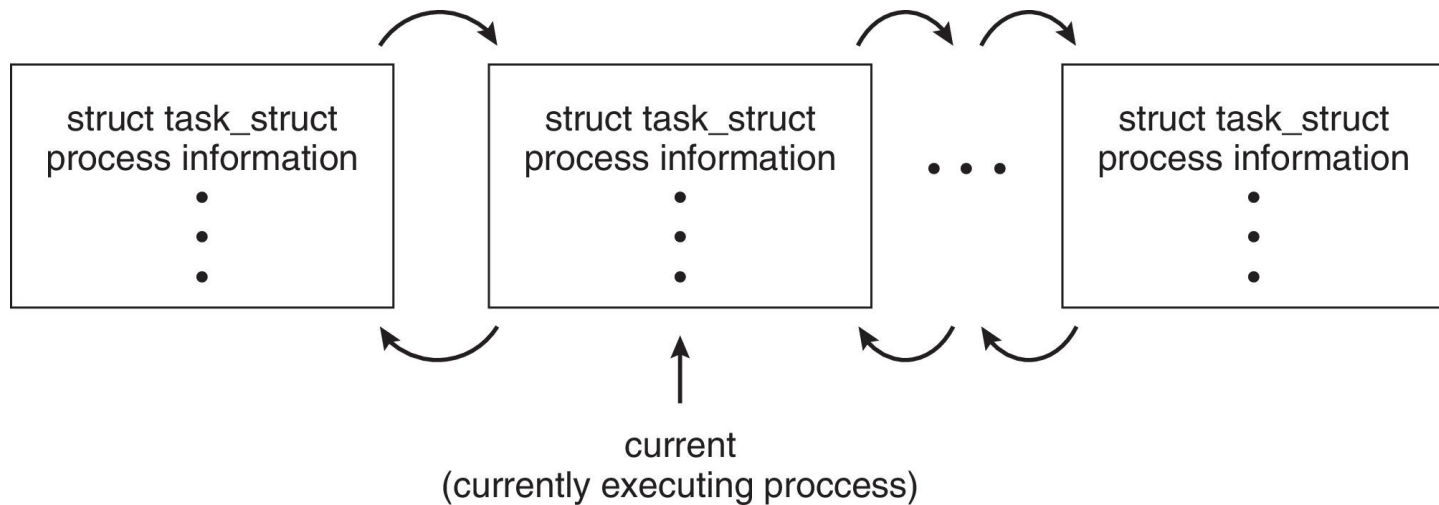 struct task_struct
process information
struct task_struct
process information
struct task_struct
process information
current
(currently executing proccess)